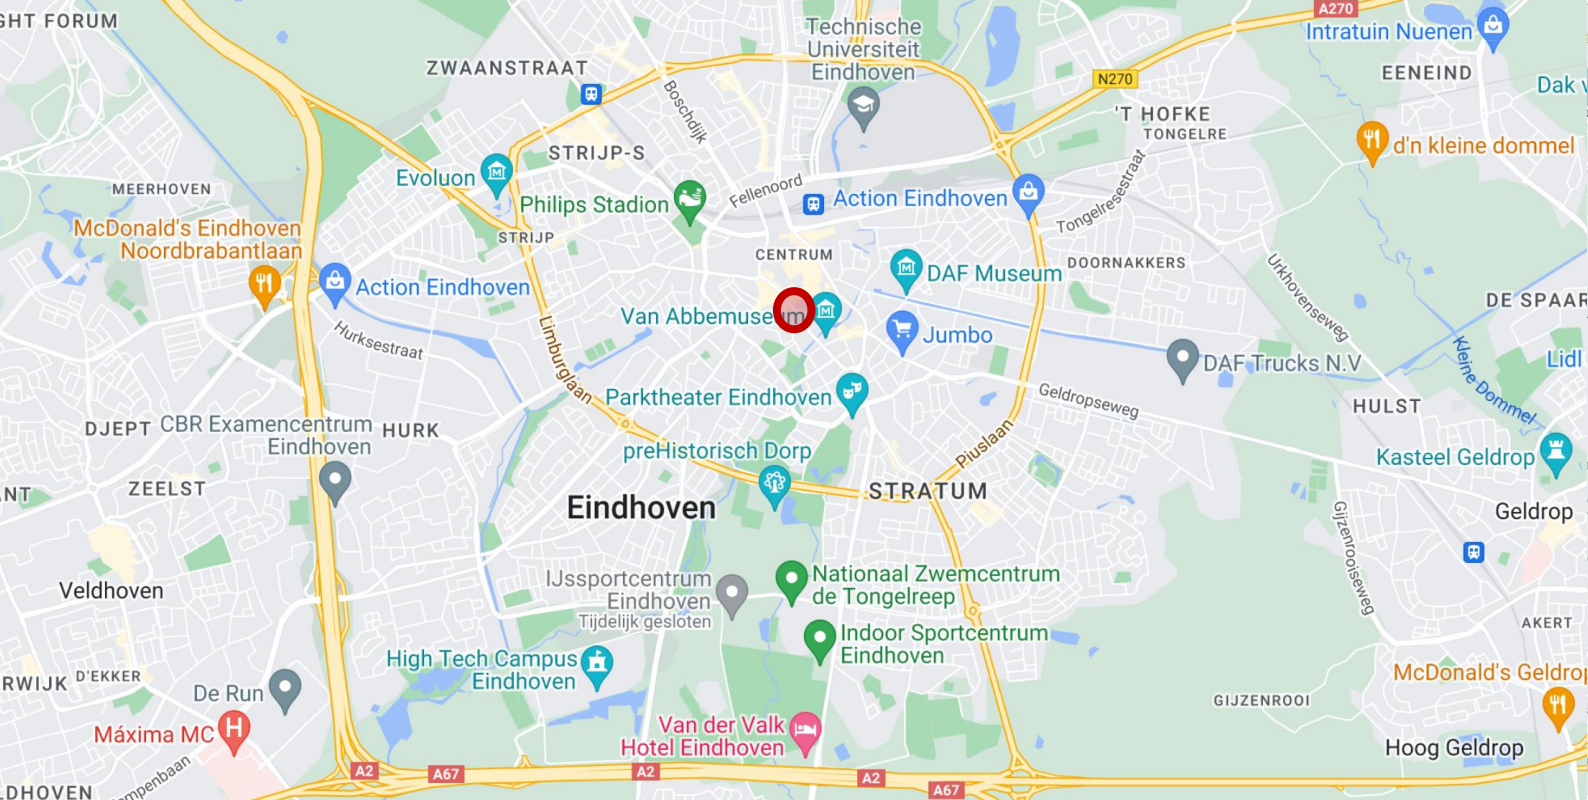 GHT FORUM
ZWAANSTRAAT
Technische
Universiteit
Eindhoven
A270
Intratuin Nuenen
EENEIND
N270
Dak v
Boschdijk
'T HOFKE
TONGELRE
d'n kleine dommel
STRIJP-S
Evoluon
MEERHOVEN
Philips Stadion
Fellenoord
Action Eindhoven
Tongelresestraat
McDonald's Eindhoven
Noordbrabantlaan
STRIJP
CENTRUM
DAF Museum
DOORNAKKERS
Urkhovenseweg
Action Eindhoven
DE SPAAR
Van Abbemuseum
Hurksestraat
Limburglaan
Jumbo
DAF Trucks N.V
Kleine Dommel
Lidl
Parktheater Eindhoven
Geldropseweg
HULST
DJEPT
CBR Examencentrum
Eindhoven
HURK
preHistorisch Dorp
Piuslaan
Kasteel Geldrop
ANT
ZEELST
Eindhoven
STRATUM
Geldrop
Gijzenrooiseweg
Veldhoven
IJssportcentrum
Eindhoven
Tijdelijk gesloten
Nationaal Zwemcentrum
de Tongelreep
Indoor Sportcentrum
Eindhoven
AKERT
High Tech Campus
Eindhoven
RWIJK
D'EKKER
De Run
McDonald's Geldrop
GIJZENROOI
Máxima MC
H
Van der Valk
Hotel Eindhoven
Hoog Geldrop
A2
A67
A2
A2
A67
LDHOVEN
empenbaan